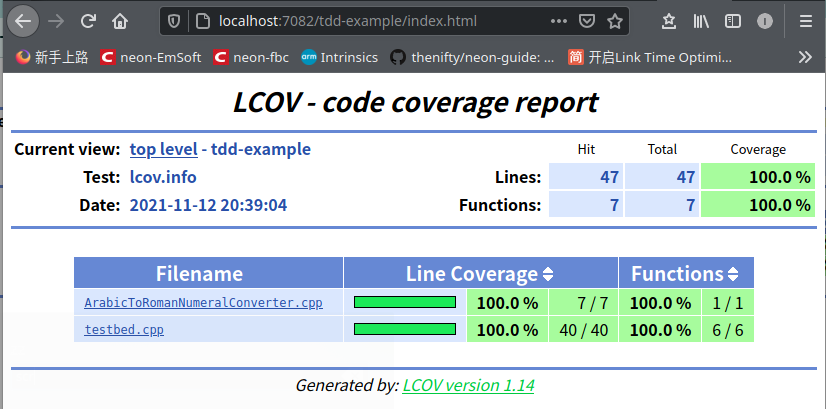 localhost:7082/tdd-example/index.html
新手上路 neon-EmSoft neon-fbc arm Intrinsics thenifty/neon-guide: ... 简 开启Link Time Optimi...
LCOV - code coverage report
Current view: top level - tdd-example Hit Total Coverage
Test: lcov.info Lines: 47 47 100.0 %
Date: 2021-11-12 20:39:04 Functions: 7 7 100.0 %
Filename Line Coverage Functions
ArabicToRomanNumeralConverter.cpp 100.0 % 7 / 7 100.0 % 1 / 1
testbed.cpp 100.0 % 40 / 40 100.0 % 6 / 6
Generated by: LCOV version 1.14